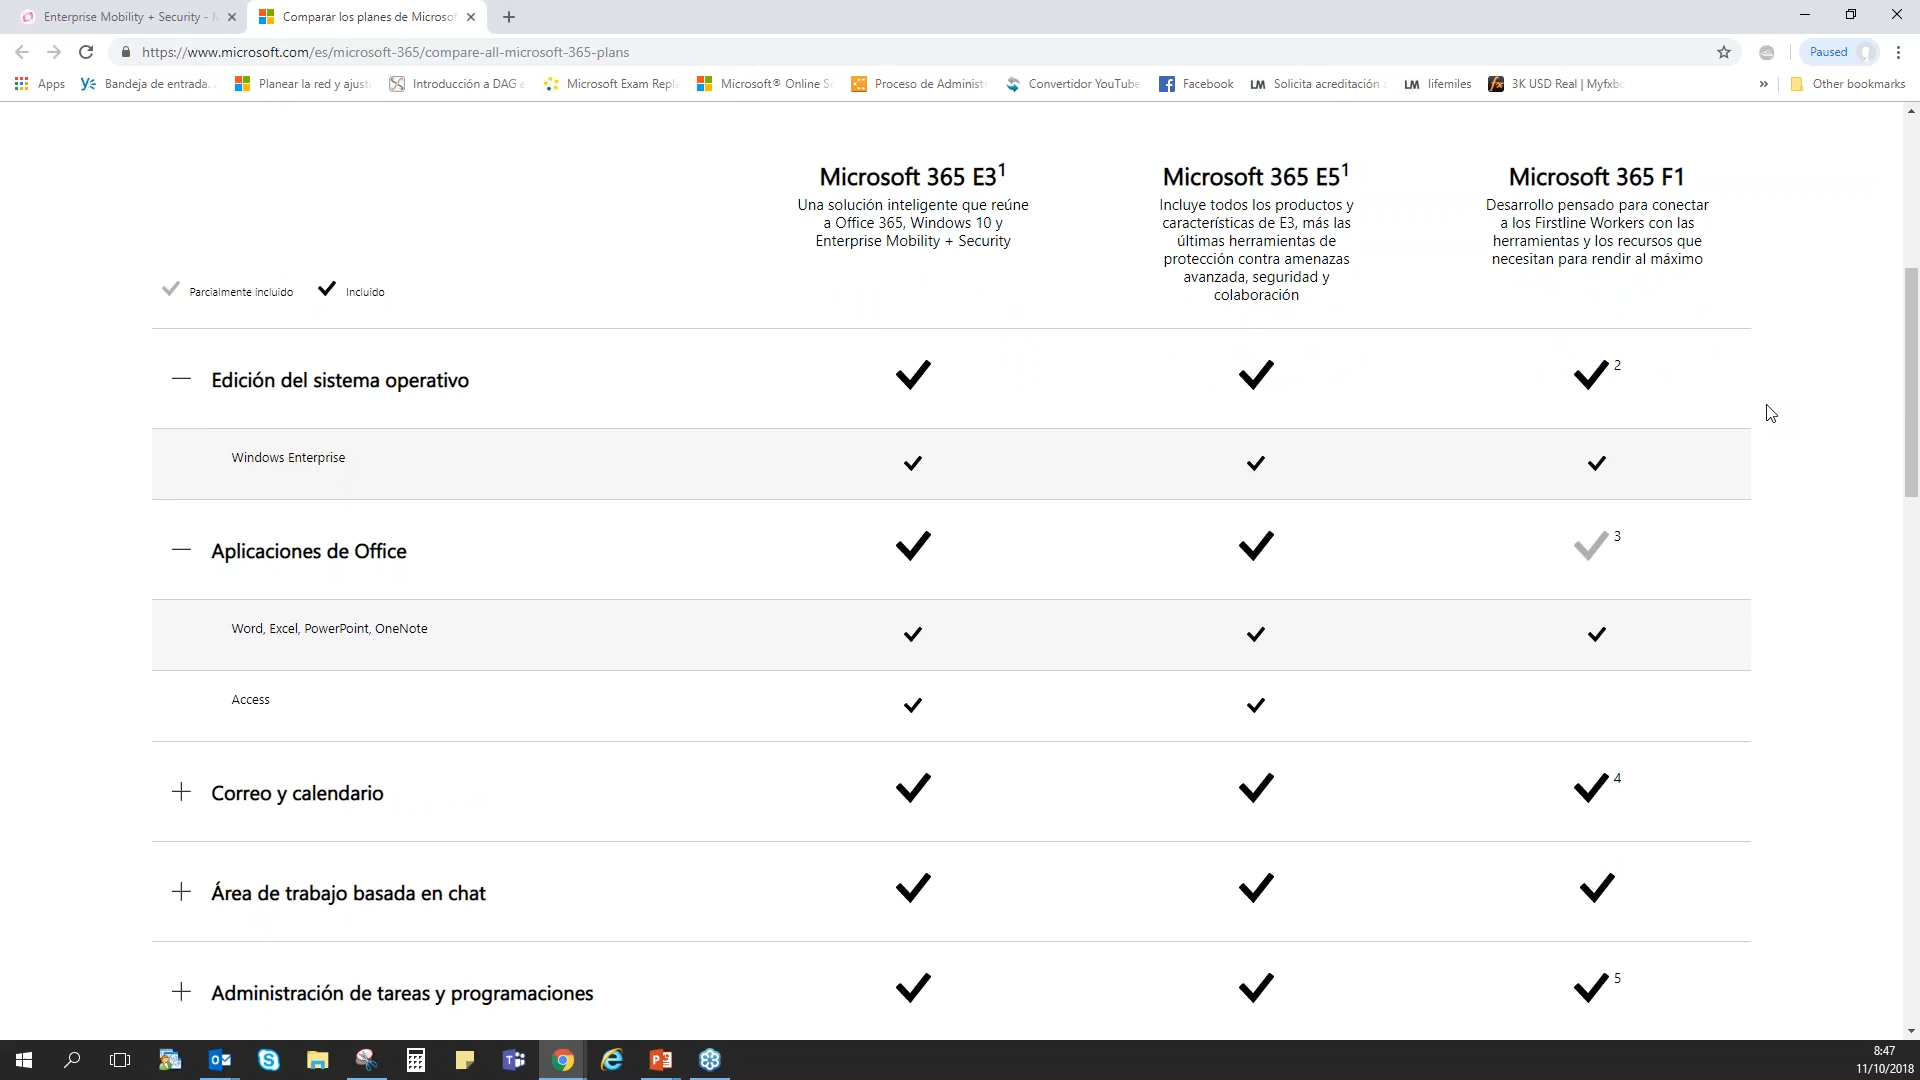 Enterprise Mobility + Security -
Comparar los planes de Microsof
https://www.microsoft.com/es/microsoft-365/compare-all-microsoft-365-plans
Paused
Apps
Bandeja de entrada.
Planear la red y ajust
Introducción a DAG e
Microsoft Exam Repl
Microsoft® Online S
Proceso de Administr
Convertidor YouTube
Facebook
Solicita acreditación
lifemiles
3K USD Real | Myfxb
»
Other bookmarks
Microsoft 365 E3¹
Microsoft 365 E5¹
Microsoft 365 F1
Una solución inteligente que reúne
a Office 365, Windows 10 y
Enterprise Mobility + Security
Incluye todos los productos y
características de E3, más las
últimas herramientas de
protección contra amenazas
avanzada, seguridad y
colaboración
Desarrollo pensado para conectar
a los Firstline Workers con las
herramientas y los recursos que
necesitan para rendir al máximo
Parcialmente incluido
Incluido
Edición del sistema operativo
2
Windows Enterprise
Aplicaciones de Office
3
Word, Excel, PowerPoint, OneNote
Access
Correo y calendario
4
Área de trabajo basada en chat
Administración de tareas y programaciones
5
8:47
11/10/2018